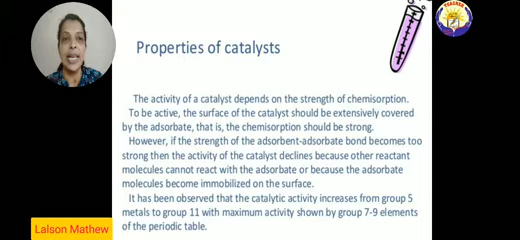 Properties of catalysts
The activity of a catalyst depends on the strength of chemisorption.
To be active, the surface of the catalyst should be extensively covered
by the adsorbate, that is, the chemisorption should be strong.
However, if the strength of the adsorbent-adsorbate bond becomes too
strong then the activity of the catalyst declines because other reactant
molecules cannot react with the adsorbate or because the adsorbate
molecules become immobilized on the surface.
It has been observed that the catalytic activity increases from group 5
metals to group 11 with maximum activity shown by group 7-9 elements
of the periodic table.
Lalson Mathew